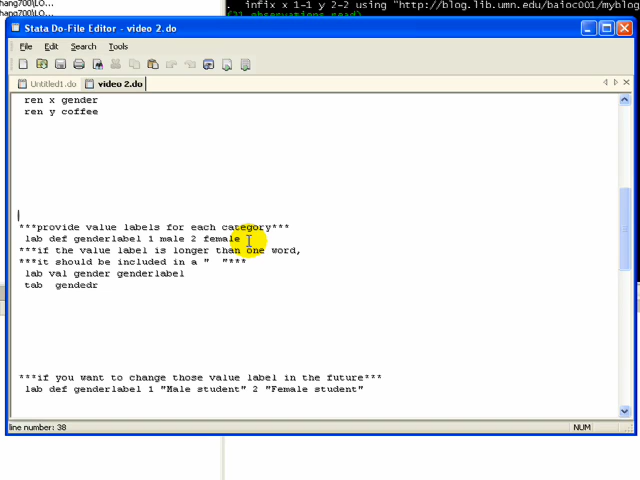 hang700\LO...
. infix x 1-1 y 2-2 using "http://blog.lib.umn.edu/baioc001/myblog
Stata Do-File Editor - video 2.do
File Edit Search Tools
Untitled1.do video 2.do
ren x gender
ren y coffee
***provide value labels for each category***
lab def genderlabel 1 male 2 female
***if the value label is longer than one word,
***it should be included in a " "***
lab val gender genderlabel
tab gendedr
***if you want to change those value label in the future***
lab def genderlabel 1 "Male student" 2 "Female student"
line number: 38
NUM